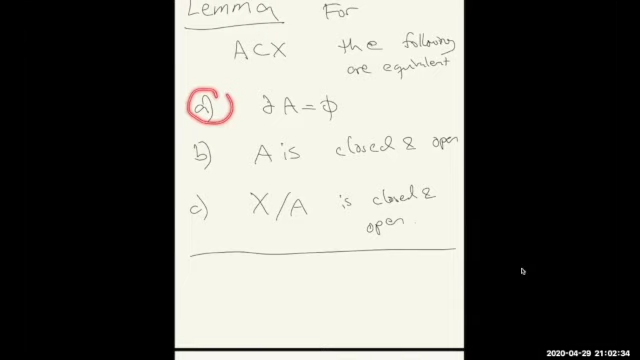 Lemma For
A⊂X the following
are equivalent
a) ∂A = ϕ
b) A is closed & open
c) X/A is closed &
open.
2020-04-29 21:02:34